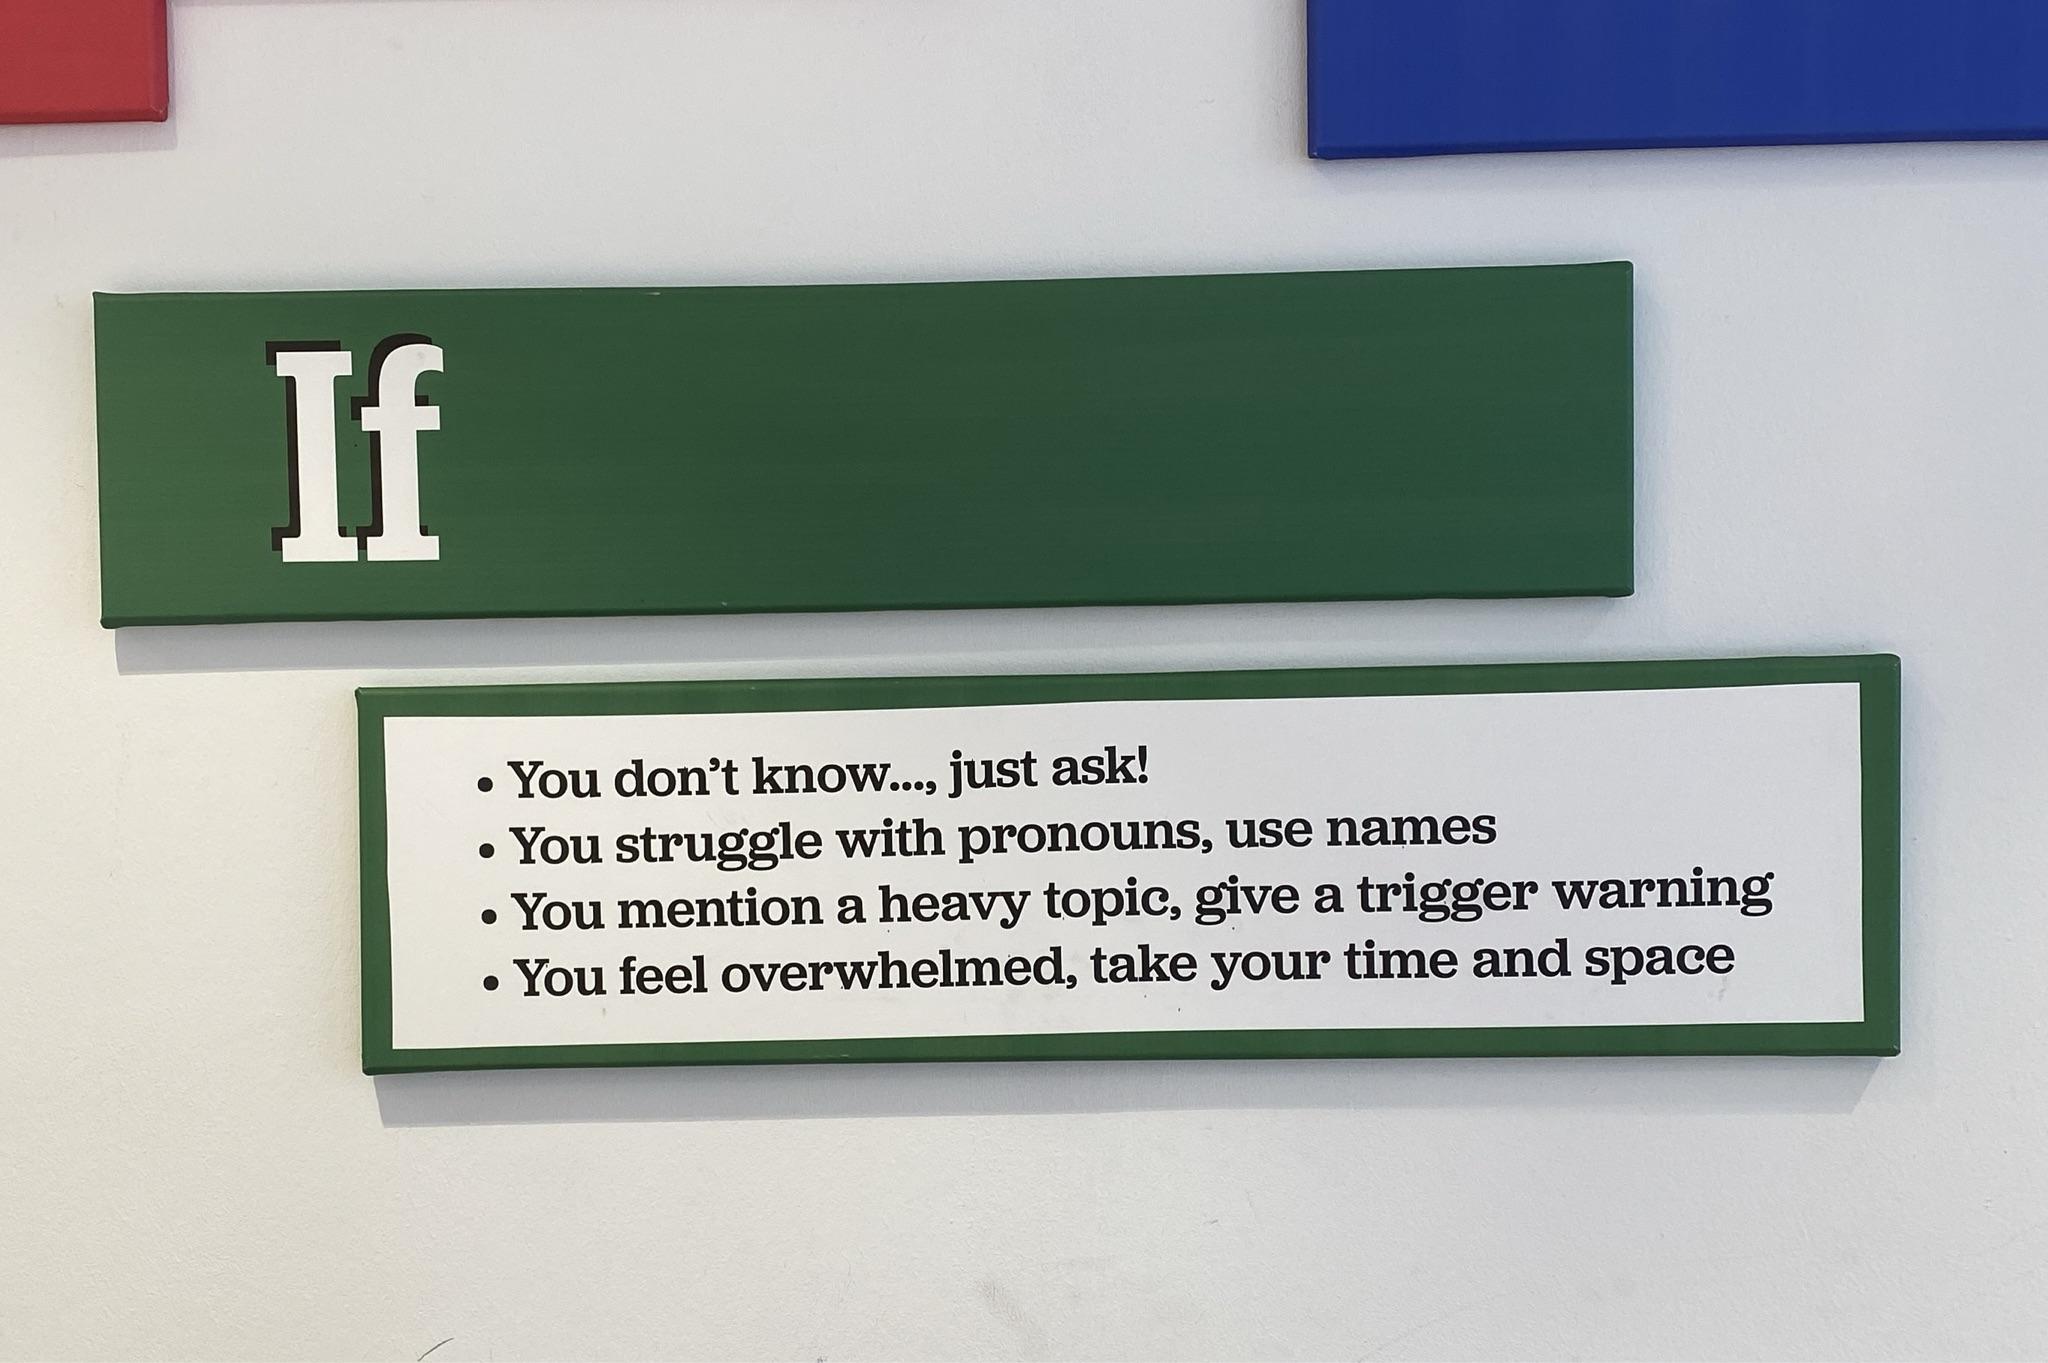 If
• You don’t know..., just ask!
• You struggle with pronouns, use names
• You mention a heavy topic, give a trigger warning
• You feel overwhelmed, take your time and space